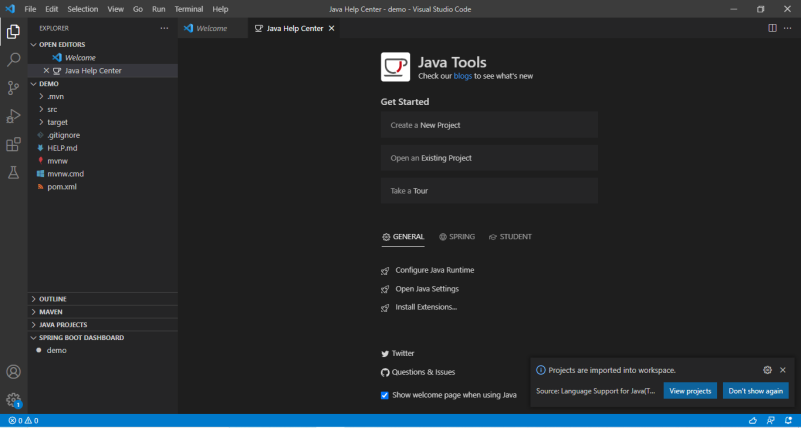 File Edit Selection View Go Run Terminal Help
Java Help Center - demo - Visual Studio Code
EXPLORER
OPEN EDITORS
Welcome
Java Help Center
DEMO
.mvn
src
target
.gitignore
HELP.md
mvnw
mvnw.cmd
pom.xml
OUTLINE
MAVEN
JAVA PROJECTS
SPRING BOOT DASHBOARD
demo
Welcome
Java Help Center
Java Tools
Check our blogs to see what's new
Get Started
Create a New Project
Open an Existing Project
Take a Tour
GENERAL
SPRING
STUDENT
Configure Java Runtime
Open Java Settings
Install Extensions...
Twitter
Questions & Issues
Show welcome page when using Java
Projects are imported into workspace.
Source: Language Support for Java(T...
View projects
Don't show again
1
0 0